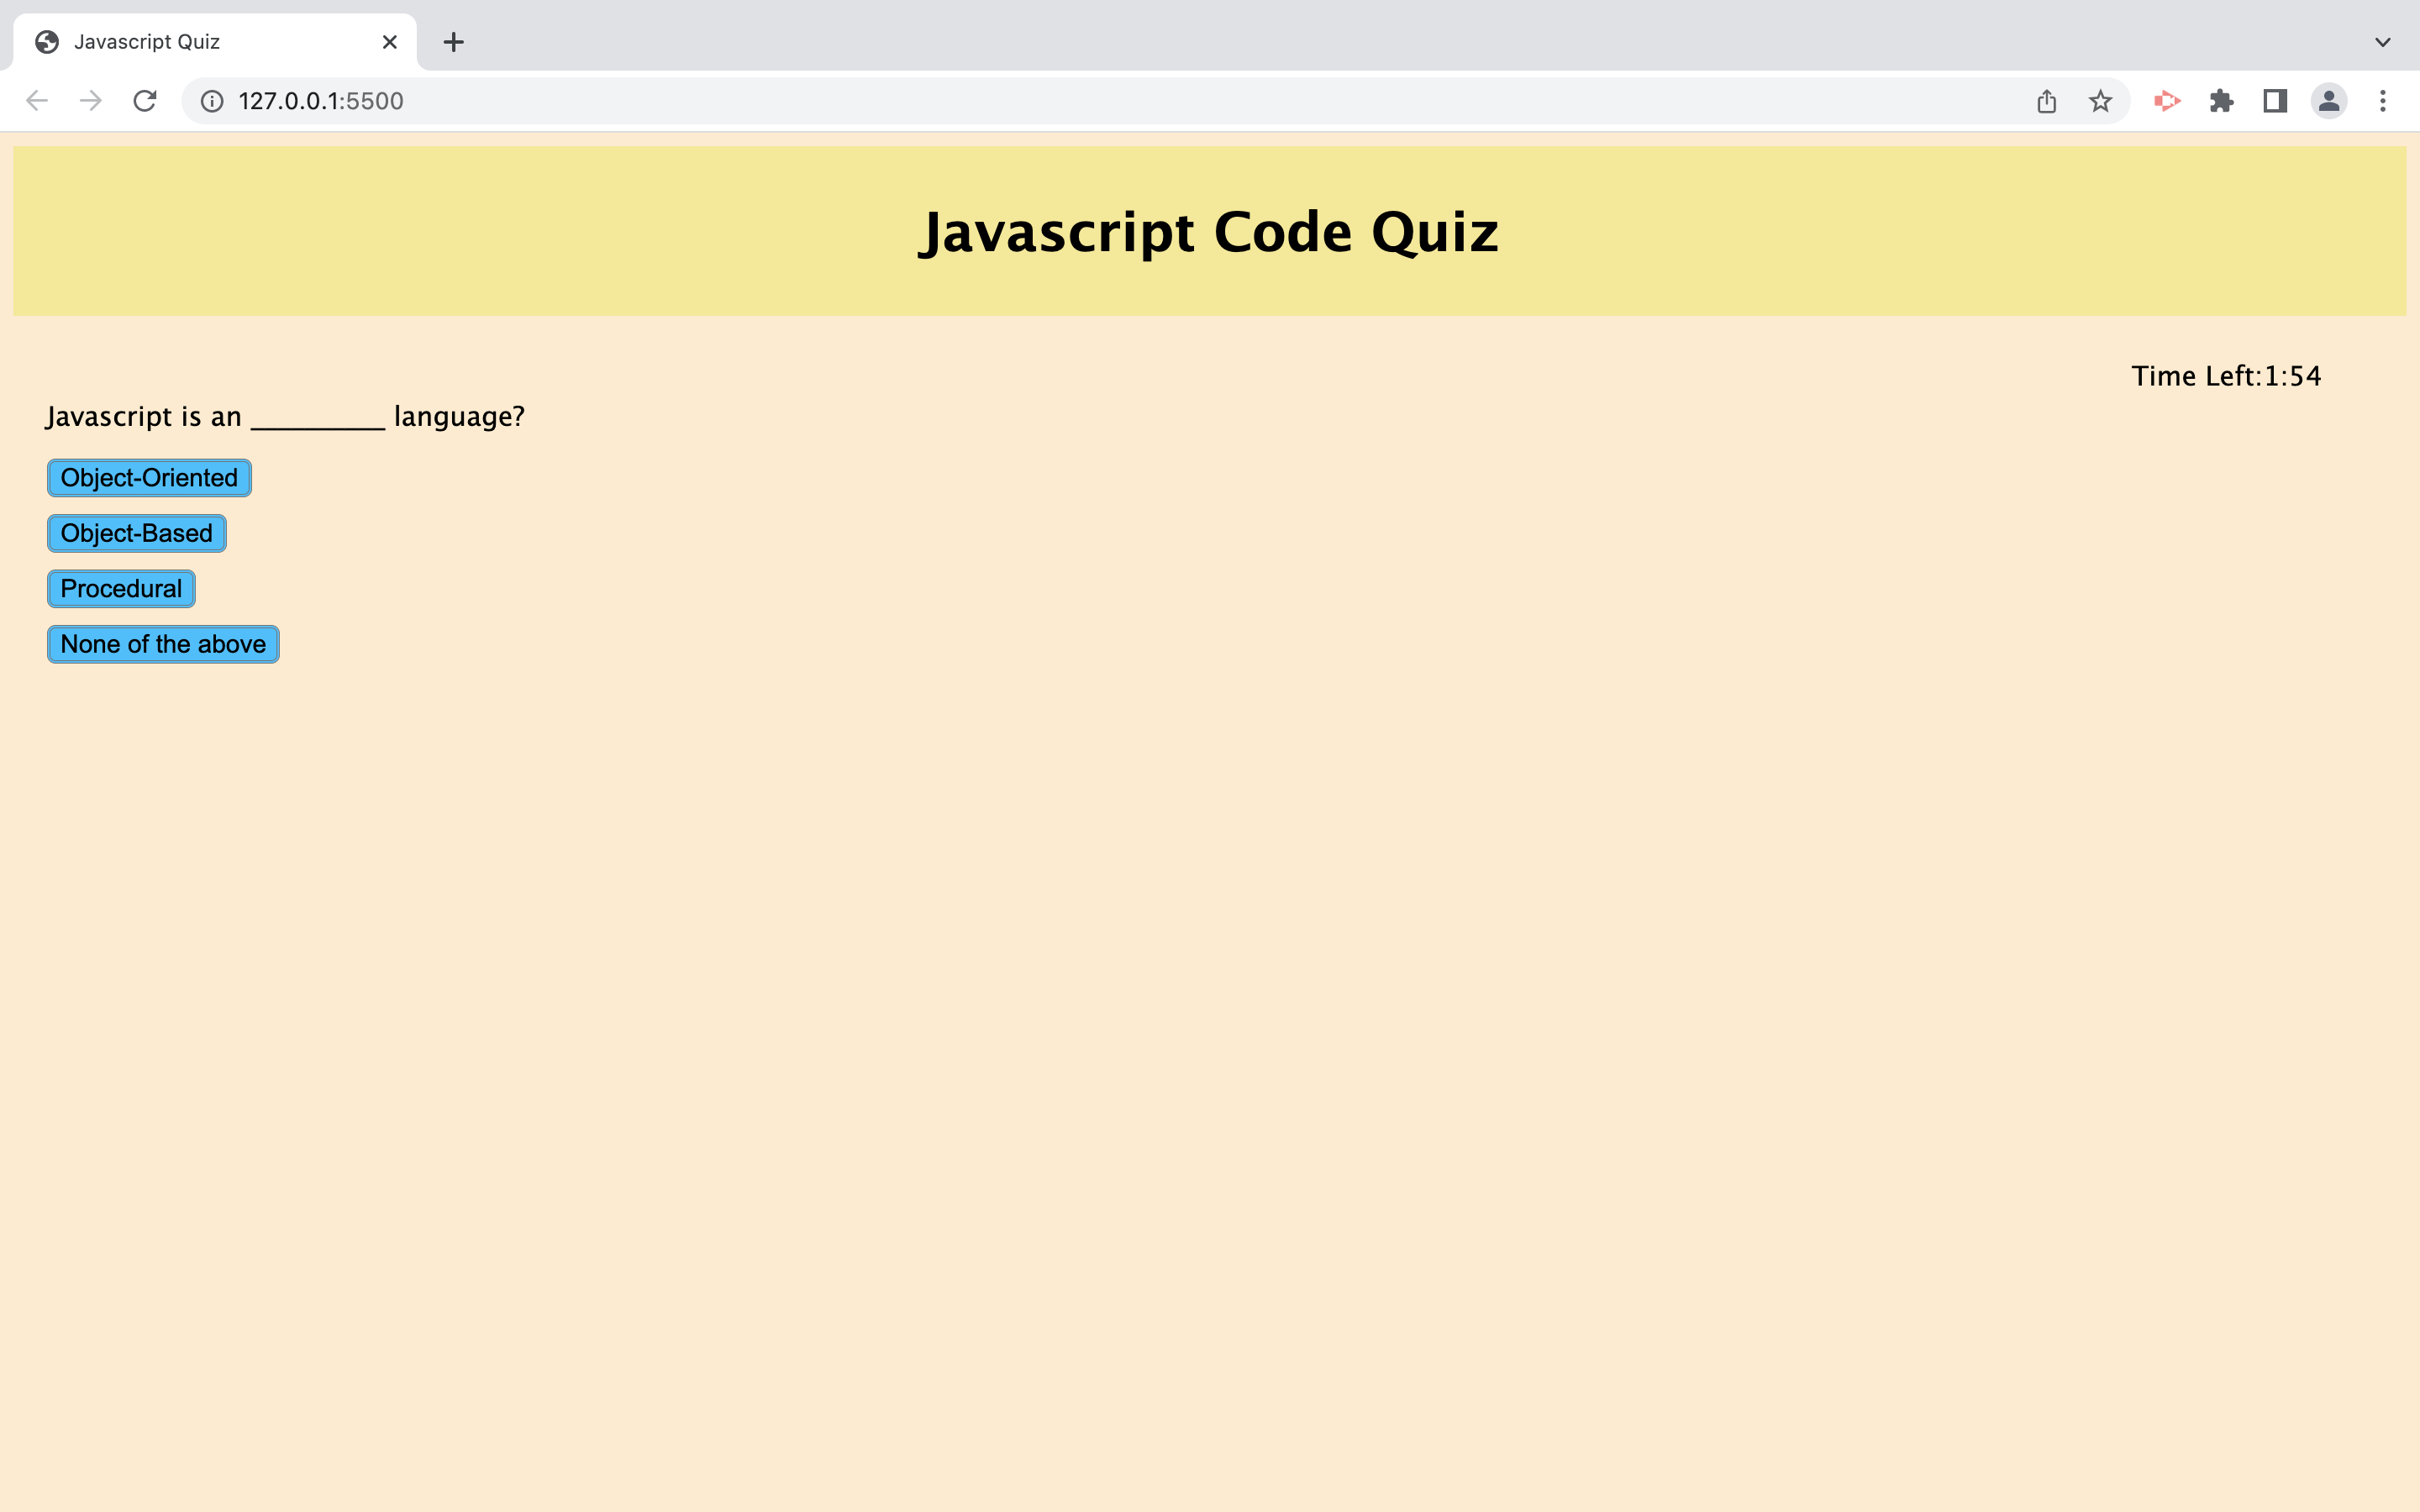 Javascript Quiz
127.0.0.1:5500
Javascript Code Quiz
Time Left:1:54
Javascript is an _________ language?
Object-Oriented
Object-Based
Procedural
None of the above